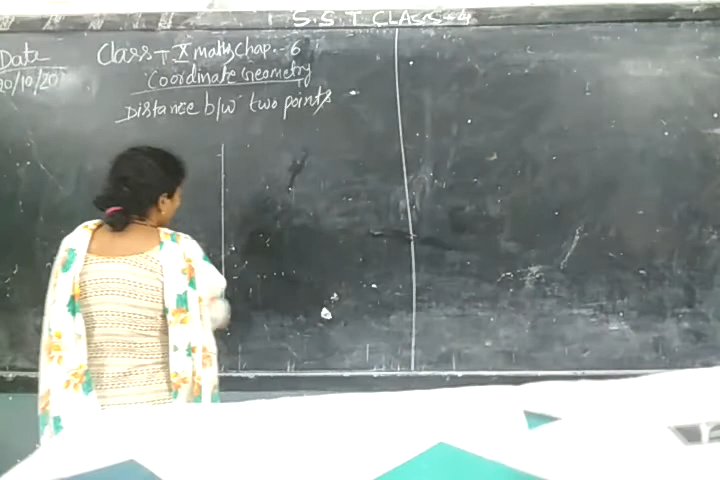 S.S.T CLASS-4
Date
20/10/20
Class - X maths chap. - 6
Coordinate Geometry
Distance b/w two points